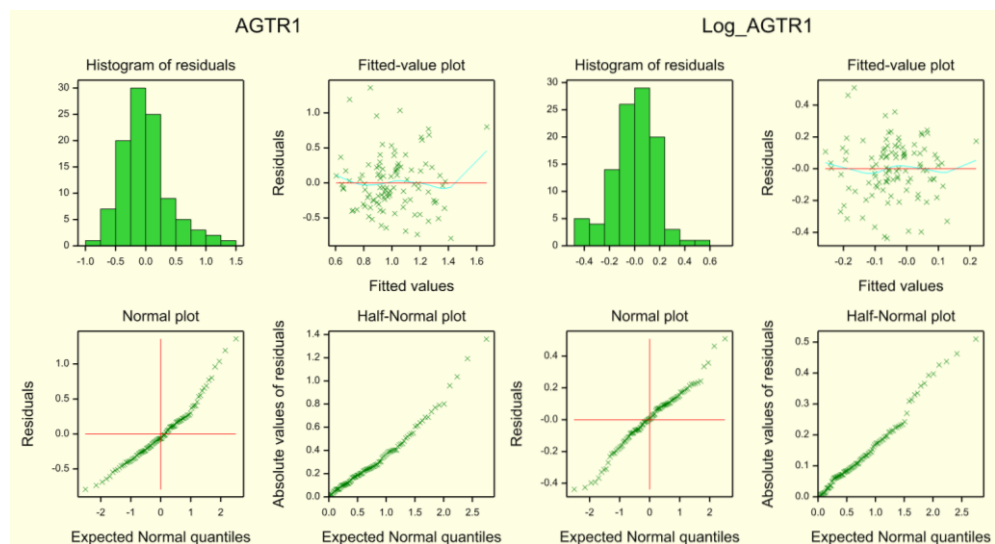 AGTR1
Log_AGTR1
Histogram of residuals
Fitted-value plot
Histogram of residuals
Fitted-value plot
30
25
20
15
10
5
0
-1.0 -0.5 0.0 0.5 1.0 1.5
Residuals
1.0
0.5
0.0
-0.5
0.6 0.8 1.0 1.2 1.4 1.6
Fitted values
30
25
20
15
10
5
0
-0.4 -0.2 -0.0 0.2 0.4 0.6
Residuals
0.4
0.2
-0.0
-0.2
-0.4
-0.2 -0.1 -0.0 0.1 0.2
Fitted values
Normal plot
Half-Normal plot
Normal plot
Half-Normal plot
Residuals
1.0
0.5
0.0
-0.5
-2 -1 0 1 2
Expected Normal quantiles
Absolute values of residuals
1.4
1.2
1.0
0.8
0.6
0.4
0.2
0.0
0.0 0.5 1.0 1.5 2.0 2.5
Expected Normal quantiles
Residuals
0.4
0.2
-0.0
-0.2
-0.4
-2 -1 0 1 2
Expected Normal quantiles
Absolute values of residuals
0.5
0.4
0.3
0.2
0.1
0.0
0.0 0.5 1.0 1.5 2.0 2.5
Expected Normal quantiles